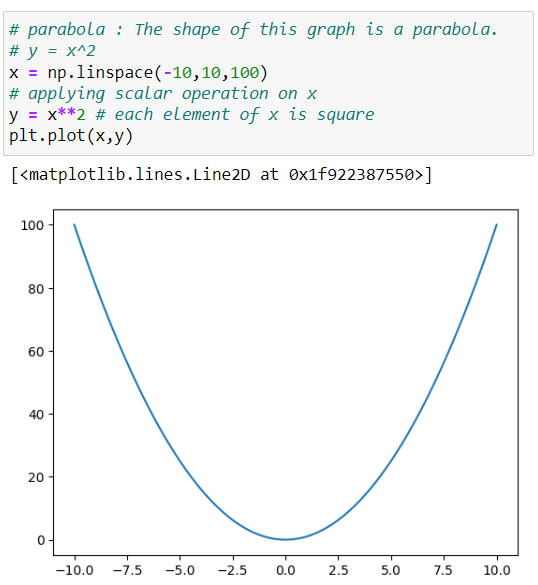 # parabola : The shape of this graph is a parabola.
# y = x^2
x = np.linspace(-10,10,100)
# applying scalar operation on x
y = x**2 # each element of x is square
plt.plot(x,y)
[<matplotlib.lines.Line2D at 0x1f922387550>]
100
80
60
40
20
0
−10.0 −7.5 −5.0 −2.5 0.0 2.5 5.0 7.5 10.0